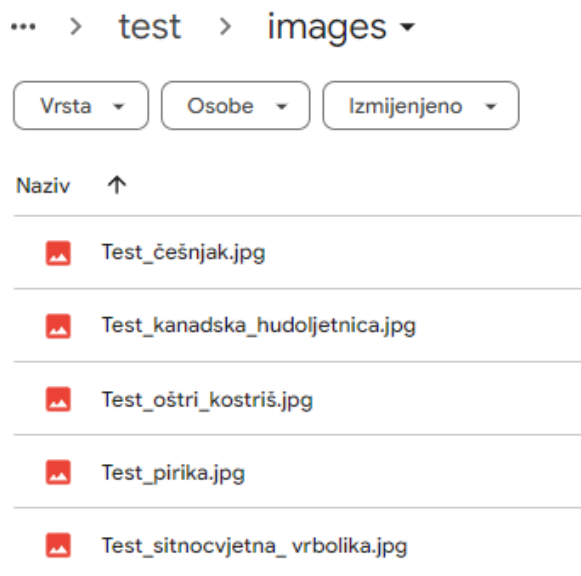 ... > test > images
Vrsta Osobe Izmijenjeno
Naziv ↑
Test_češnjak.jpg
Test_kanadska_hudoljetnica.jpg
Test_oštri_kostriš.jpg
Test_pirika.jpg
Test_sitnocvjetna_ vrbolika.jpg